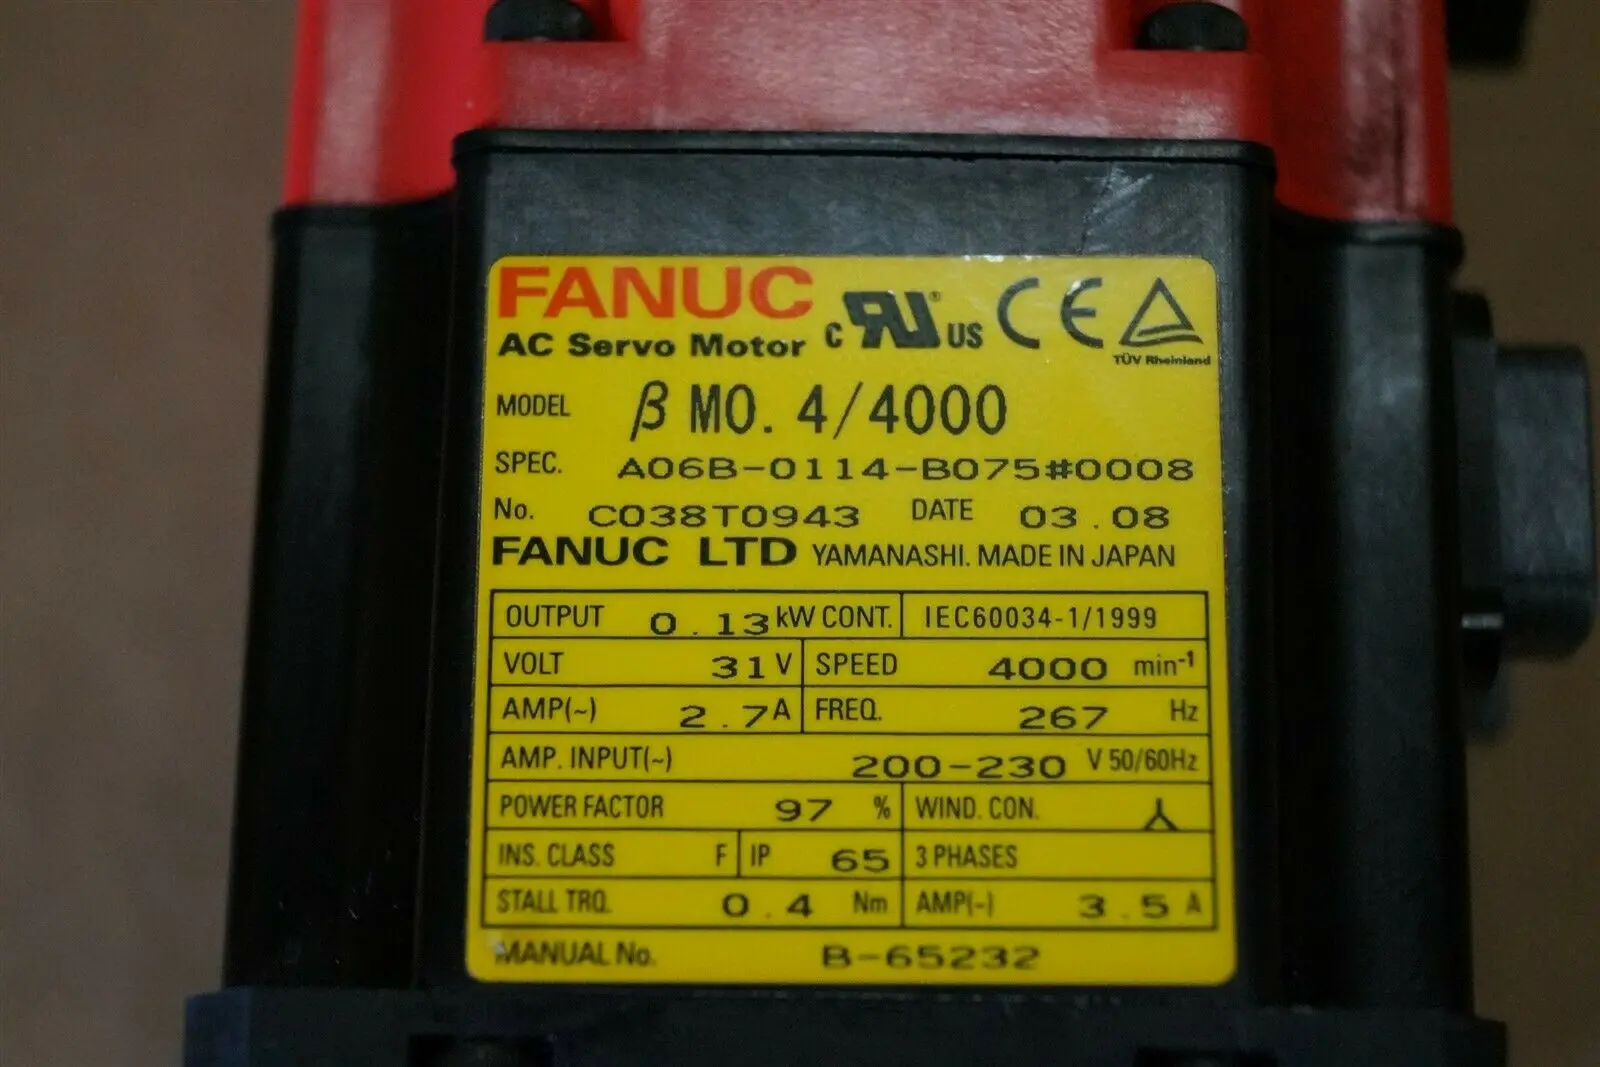 FANUC
AC Servo Motor
c RU® US CE TÜV Rheinland
MODEL β M0.4/4000
SPEC. A06B-0114-B075#0008
No. C038T0943 DATE 03.08
FANUC LTD YAMANASHI. MADE IN JAPAN
OUTPUT 0.13 kW CONT. IEC60034-1/1999
VOLT 31 V SPEED 4000 min-1
AMP(~) 2.7 A FREQ. 267 Hz
AMP. INPUT(~) 200-230 V 50/60Hz
POWER FACTOR 97 % WIND. CON. ⅄
INS. CLASS F IP 65 3 PHASES
STALL TRQ. 0.4 Nm AMP(~) 3.5 A
MANUAL No. B-65232